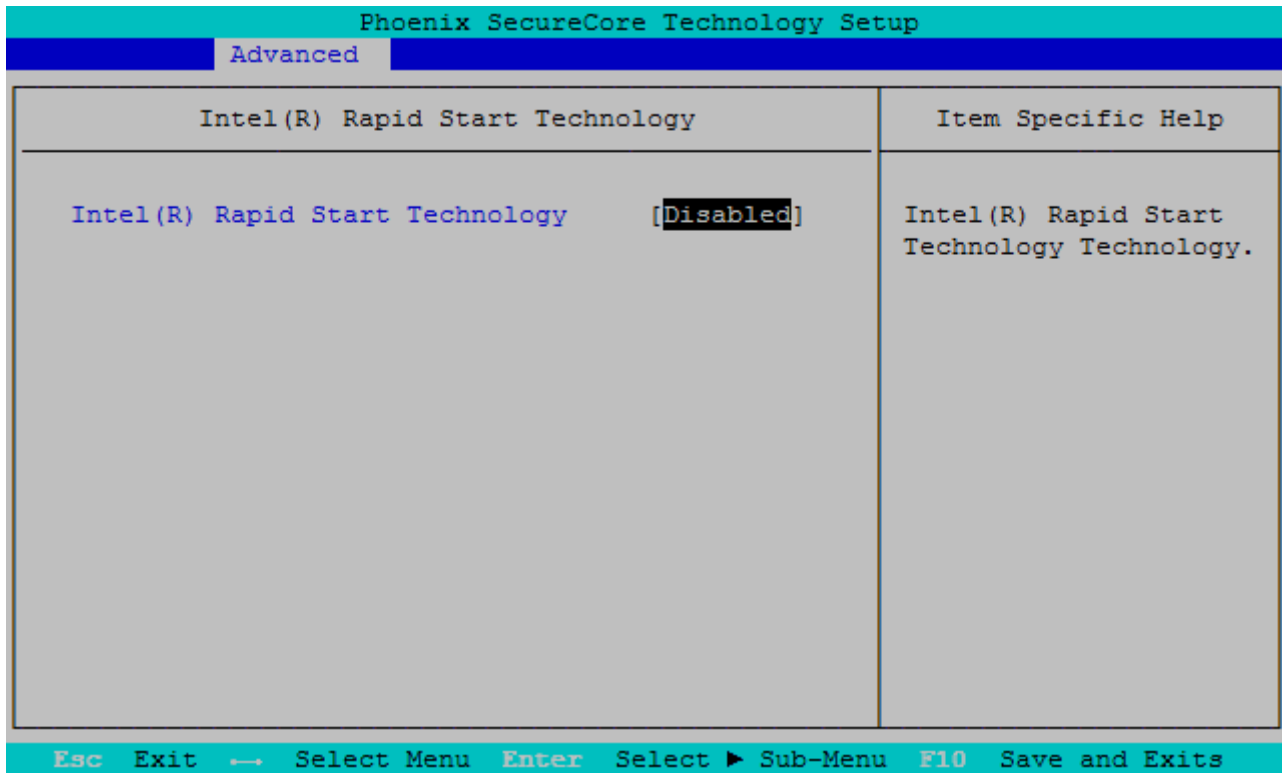 Phoenix SecureCore Technology Setup
Advanced
Intel(R) Rapid Start Technology
Item Specific Help
Intel(R) Rapid Start Technology [Disabled]
Intel(R) Rapid Start
Technology Technology.
Esc Exit ←→ Select Menu Enter Select ▶ Sub-Menu F10 Save and Exits